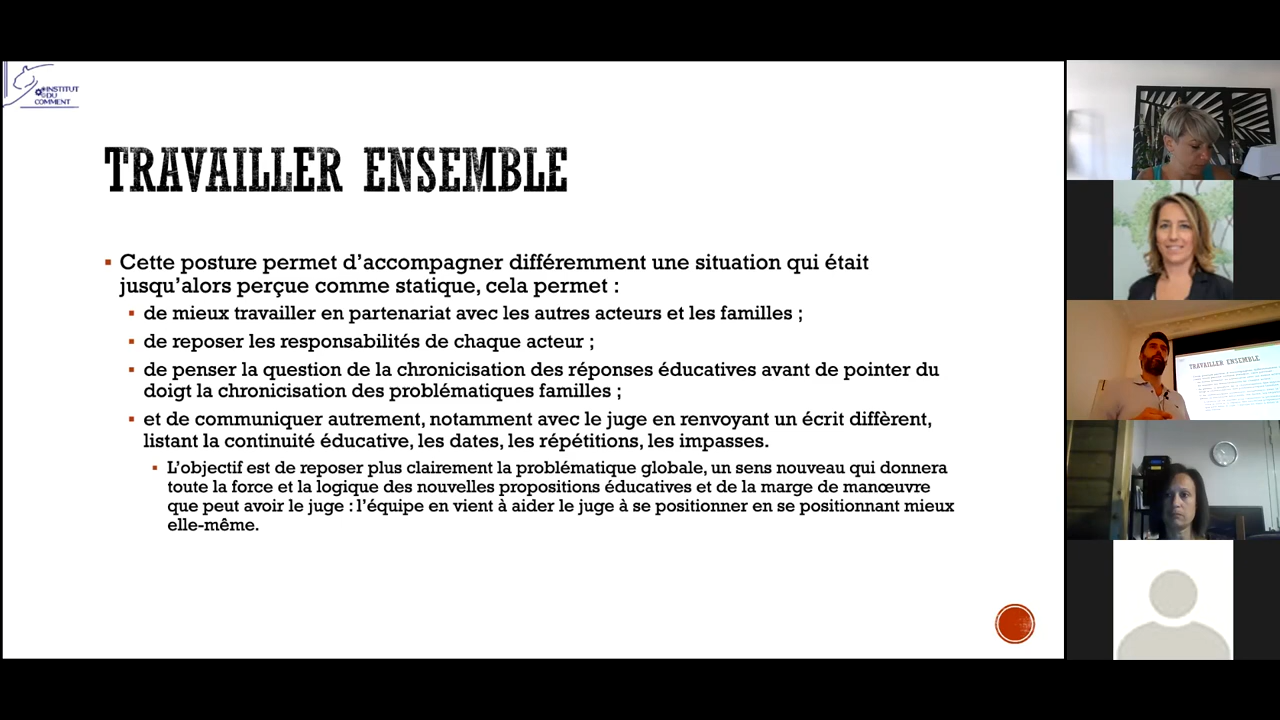 INSTITUT
DU
COMMENT
TRAVAILLER ENSEMBLE
Cette posture permet d'accompagner différemment une situation qui était
jusqu'alors perçue comme statique, cela permet :
de mieux travailler en partenariat avec les autres acteurs et les familles ;
de reposer les responsabilités de chaque acteur ;
de penser la question de la chronicisation des réponses éducatives avant de pointer du
doigt la chronicisation des problématiques familles ;
et de communiquer autrement, notamment avec le juge en renvoyant un écrit diffèrent,
listant la continuité éducative, les dates, les répétitions, les impasses.
L'objectif est de reposer plus clairement la problématique globale, un sens nouveau qui donnera
toute la force et la logique des nouvelles propositions éducatives et de la marge de manœuvre
que peut avoir le juge : l'équipe en vient à aider le juge à se positionner en se positionnant mieux
elle-même.
TRAVAILLER ENSEMBLE